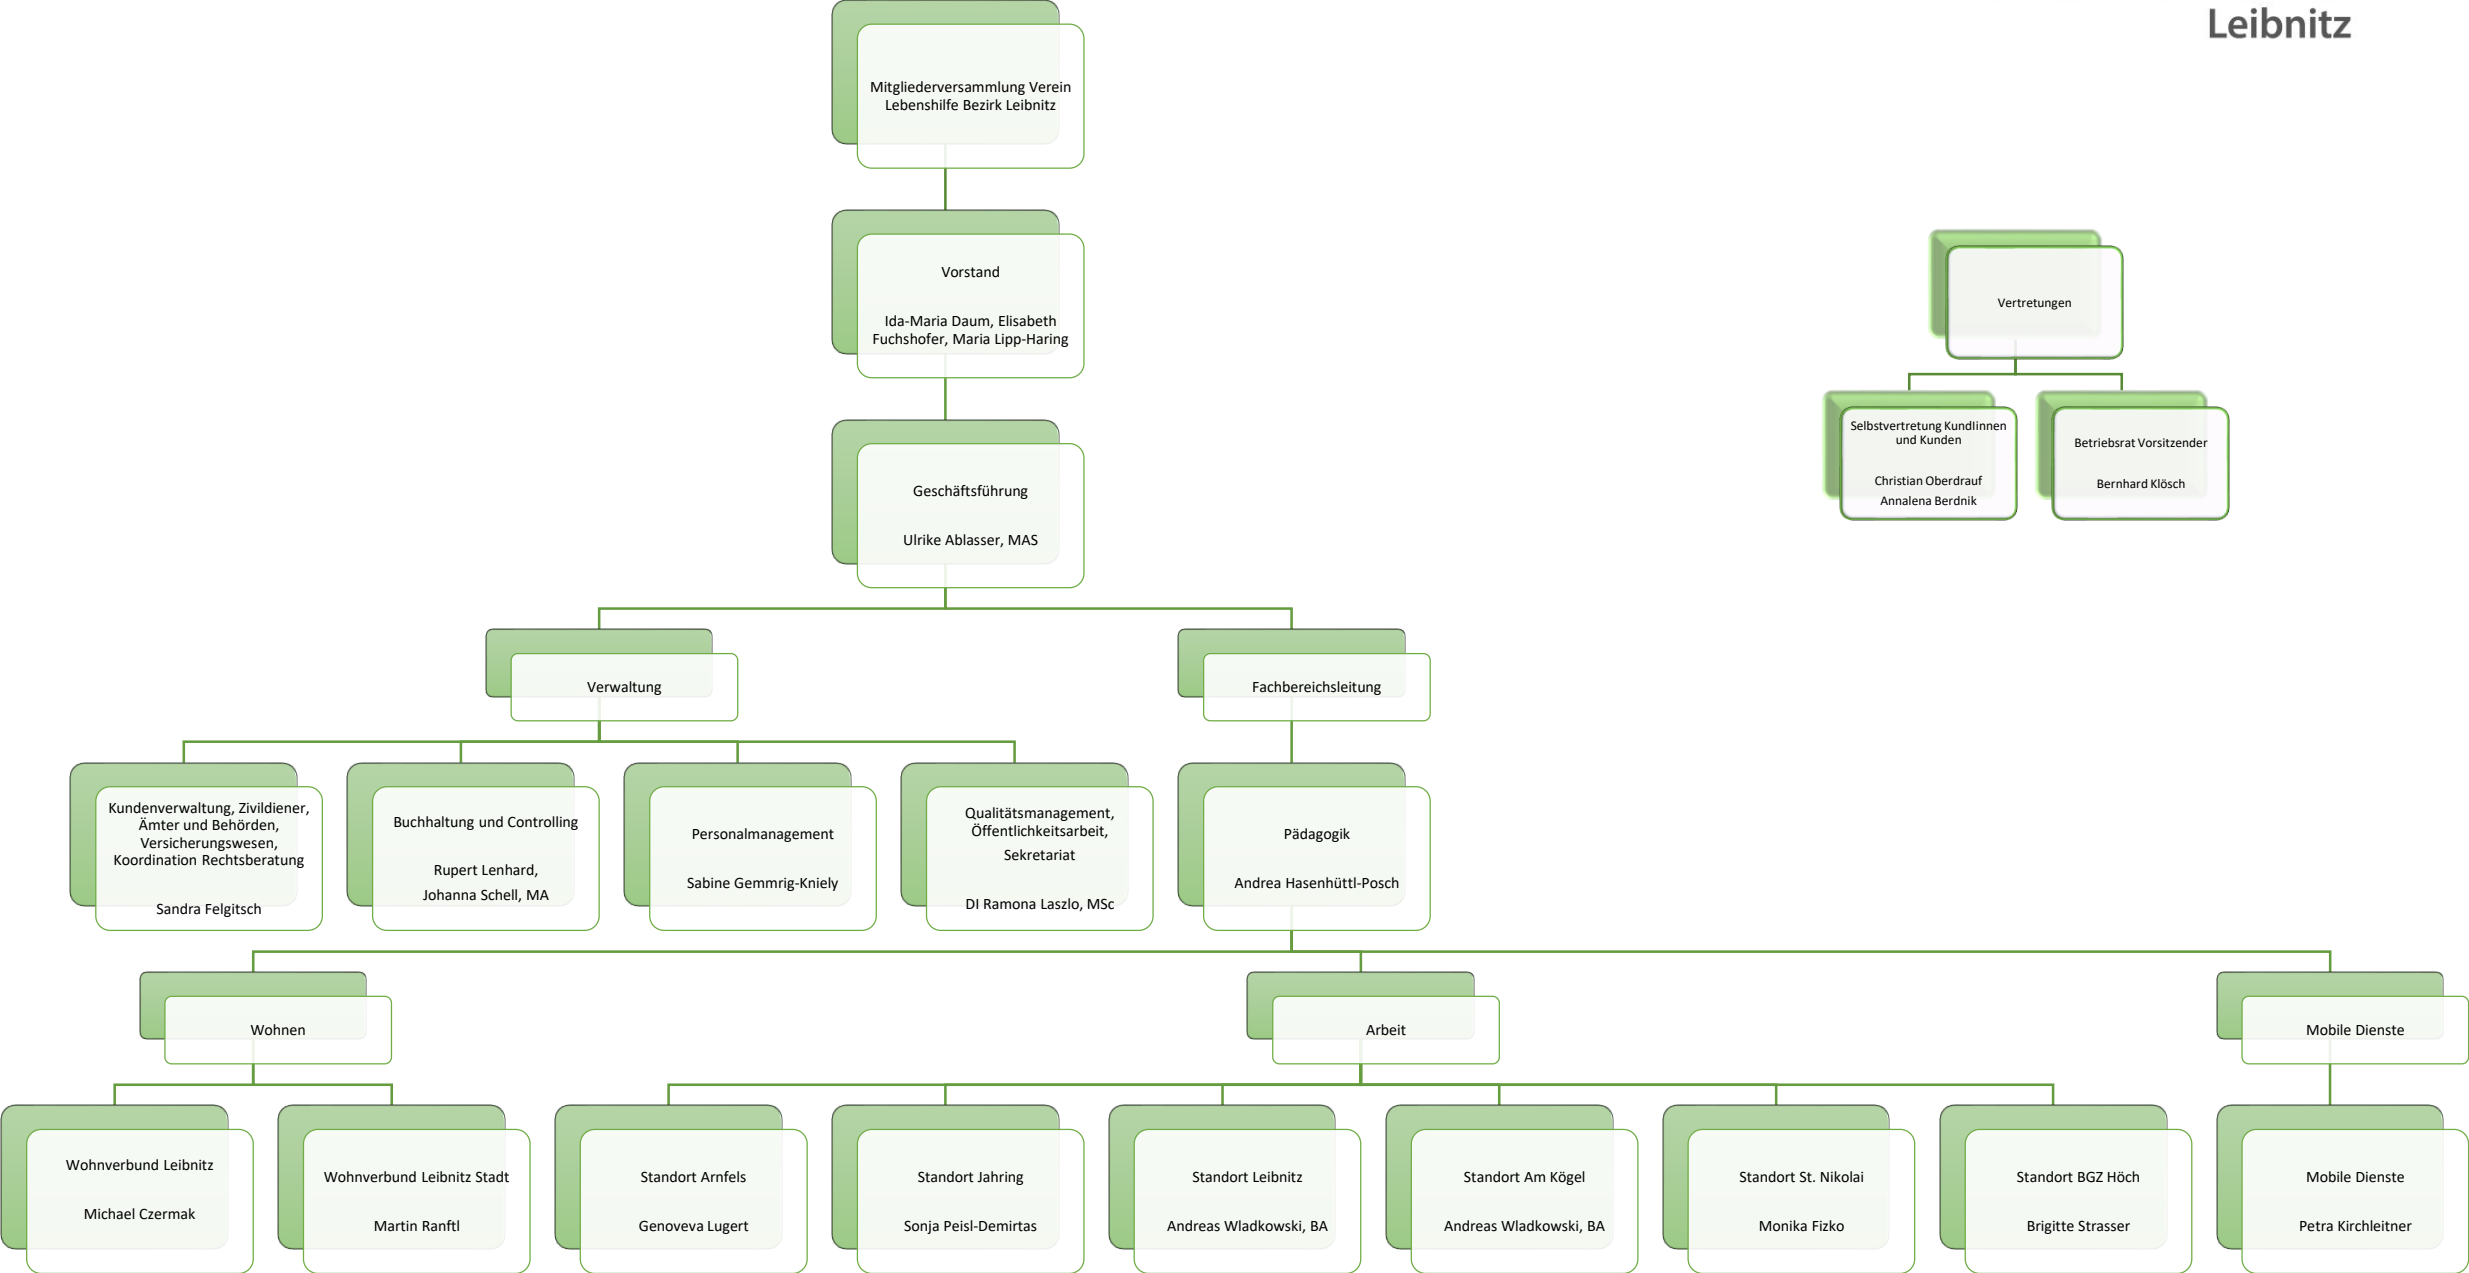 Leibnitz
Mitgliederversammlung Verein
Lebenshilfe Bezirk Leibnitz
Vorstand
Ida-Maria Daum, Elisabeth
Fuchshofer, Maria Lipp-Haring
Geschäftsführung
Ulrike Ablasser, MAS
Vertretungen
Selbstvertretung Kundlinnen
und Kunden
Christian Oberdrauf
Annalena Berdnik
Betriebsrat Vorsitzender
Bernhard Klösch
Verwaltung
Fachbereichsleitung
Kundenverwaltung, Zivildiener,
Ämter und Behörden,
Versicherungswesen,
Koordination Rechtsberatung
Sandra Felgitsch
Buchhaltung und Controlling
Rupert Lenhard,
Johanna Schell, MA
Personalmanagement
Sabine Gemmrig-Kniely
Qualitätsmanagement,
Öffentlichkeitsarbeit,
Sekretariat
DI Ramona Laszlo, MSc
Pädagogik
Andrea Hasenhüttl-Posch
Wohnen
Arbeit
Mobile Dienste
Wohnverbund Leibnitz
Michael Czermak
Wohnverbund Leibnitz Stadt
Martin Ranftl
Standort Arnfels
Genoveva Lugert
Standort Jahring
Sonja Peisl-Demirtas
Standort Leibnitz
Andreas Wladkowski, BA
Standort Am Kögel
Andreas Wladkowski, BA
Standort St. Nikolai
Monika Fizko
Standort BGZ Höch
Brigitte Strasser
Mobile Dienste
Petra Kirchleitner